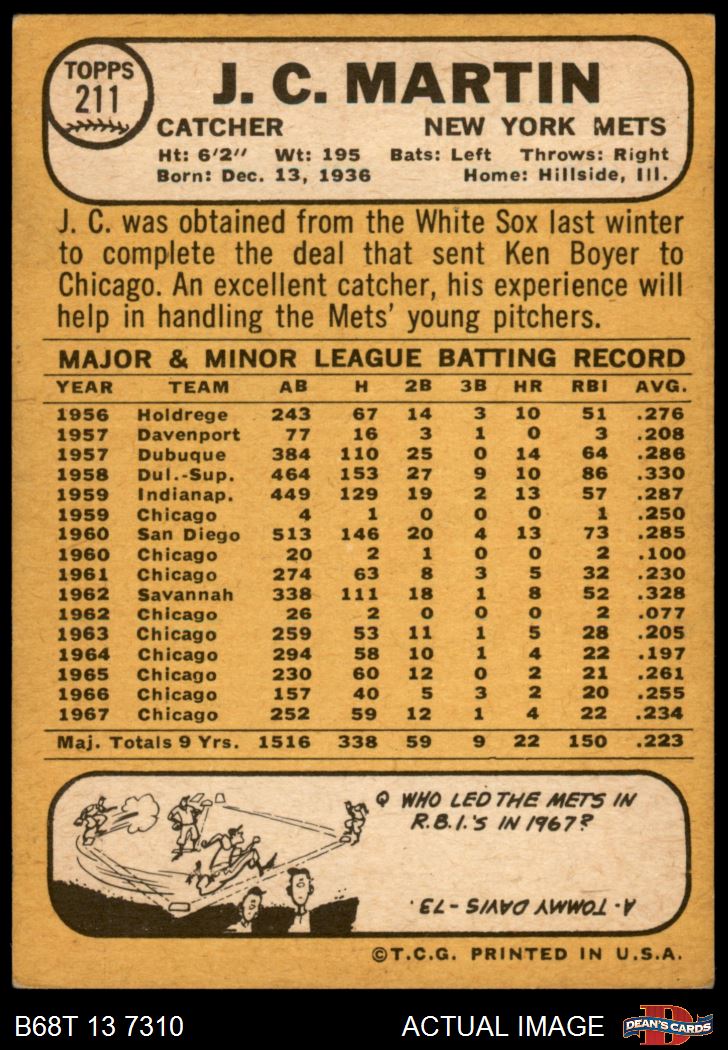 TOPPS
211
J. C. MARTIN
CATCHER NEW YORK METS
Ht: 6'2" Wt: 195 Bats: Left Throws: Right
Born: Dec. 13, 1936 Home: Hillside, Ill.
J. C. was obtained from the White Sox last winter
to complete the deal that sent Ken Boyer to
Chicago. An excellent catcher, his experience will
help in handling the Mets' young pitchers.
MAJOR & MINOR LEAGUE BATTING RECORD
YEAR TEAM AB H 2B 3B HR RBI AVG.
1956 Holdrege 243 67 14 3 10 51 .276
1957 Davenport 77 16 3 1 0 3 .208
1957 Dubuque 384 110 25 0 14 64 .286
1958 Dul.-Sup. 464 153 27 9 10 86 .330
1959 Indianap. 449 129 19 2 13 57 .287
1959 Chicago 4 1 0 0 0 1 .250
1960 San Diego 513 146 20 4 13 73 .285
1960 Chicago 20 2 1 0 0 2 .100
1961 Chicago 274 63 8 3 5 32 .230
1962 Savannah 338 111 18 1 8 52 .328
1962 Chicago 26 2 0 0 0 2 .077
1963 Chicago 259 53 11 1 5 28 .205
1964 Chicago 294 58 10 1 4 22 .197
1965 Chicago 230 60 12 0 2 21 .261
1966 Chicago 157 40 5 3 2 20 .255
1967 Chicago 252 59 12 1 4 22 .234
Maj. Totals 9 Yrs. 1516 338 59 9 22 150 .223
Q WHO LED THE METS IN
R.B.I.'S IN 1967?
A- TOMMY DAVIS - 73.
©T.C.G. PRINTED IN U.S.A.
B68T 13 7310 ACTUAL IMAGE D DEAN'S CARDS